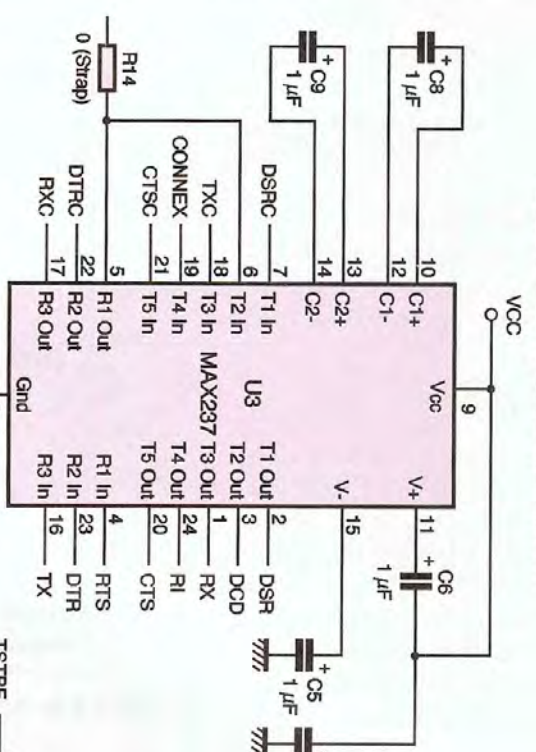 VCC
9
Vcc
C8
+
1 µF
10
C1+
12
C1-
C9
+
1 µF
13
C2+
14
C2-
11
V+
+
C6
1 µF
15
V-
+
C5
1 µF
U3
MAX237
DSRC 7 T1 In
6 T2 In
TXC 18 T3 In
CONNEX 19 T4 In
CTSC 21 T5 In
R14
0 (Strap)
5 R1 Out
DTRC 22 R2 Out
RXC 17 R3 Out
T1 Out 2 DSR
T2 Out 3 DCD
T3 Out 1 RX
T4 Out 24 RI
T5 Out 20 CTS
R1 In 4 RTS
R2 In 23 DTR
R3 In 16 TX
Gnd